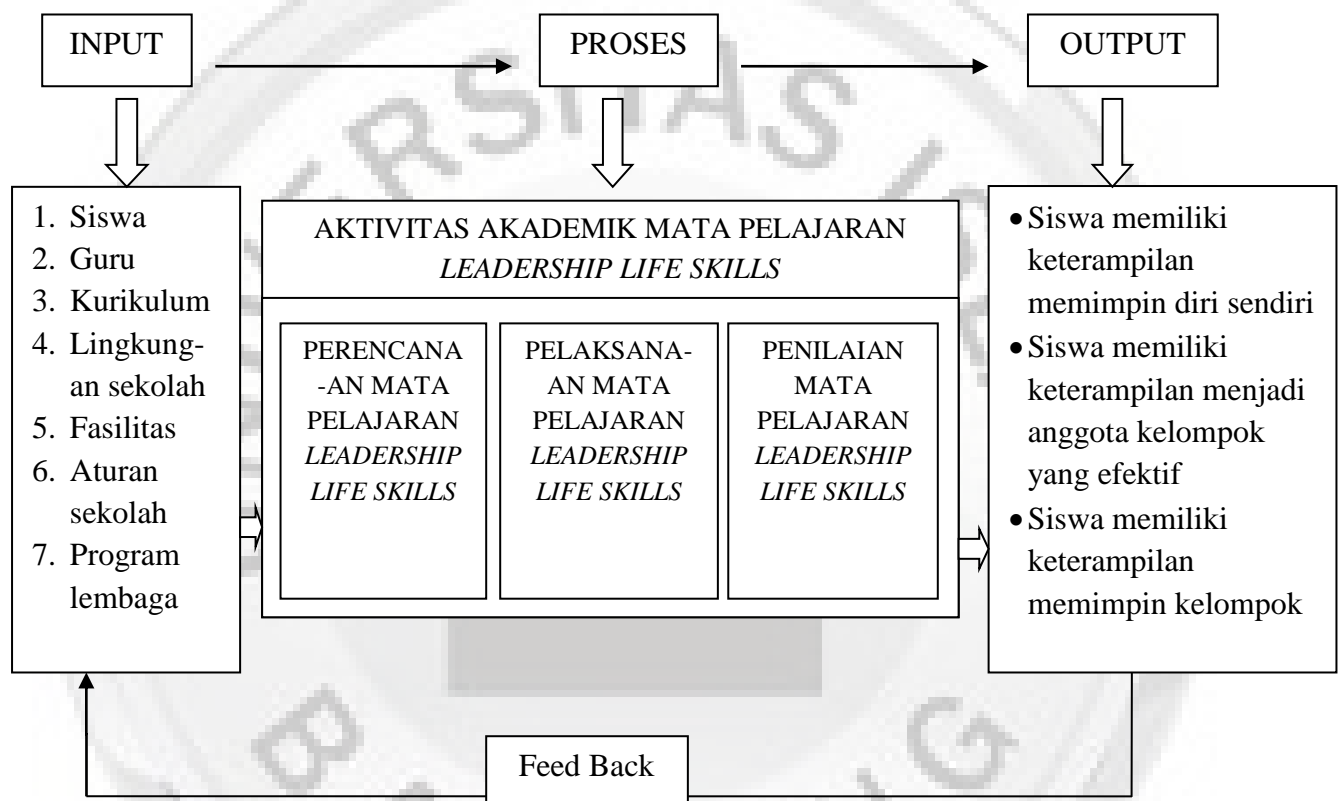 INPUT
PROSES
OUTPUT
1. Siswa
2. Guru
3. Kurikulum
4. Lingkung-
an sekolah
5. Fasilitas
6. Aturan
sekolah
7. Program
lembaga
AKTIVITAS AKADEMIK MATA PELAJARAN
LEADERSHIP LIFE SKILLS
PERENCANA
-AN MATA
PELAJARAN
LEADERSHIP
LIFE SKILLS
PELAKSANA-
AN MATA
PELAJARAN
LEADERSHIP
LIFE SKILLS
PENILAIAN
MATA
PELAJARAN
LEADERSHIP
LIFE SKILLS
• Siswa memiliki
keterampilan
memimpin diri sendiri
• Siswa memiliki
keterampilan menjadi
anggota kelompok
yang efektif
• Siswa memiliki
keterampilan
memimpin kelompok
Feed Back